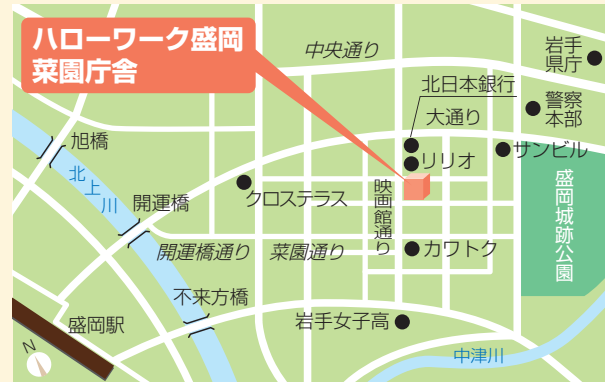 ハローワーク盛岡
菜園庁舎
中央通り
岩手
県庁
北日本銀行
大通り
警察
本部
旭橋
リリオ
サンビル
北上川
開運橋
クロステラス
映画館通り
盛岡城跡公園
開運橋通り
菜園通り
カワトク
不来方橋
盛岡駅
岩手女子高
中津川
N